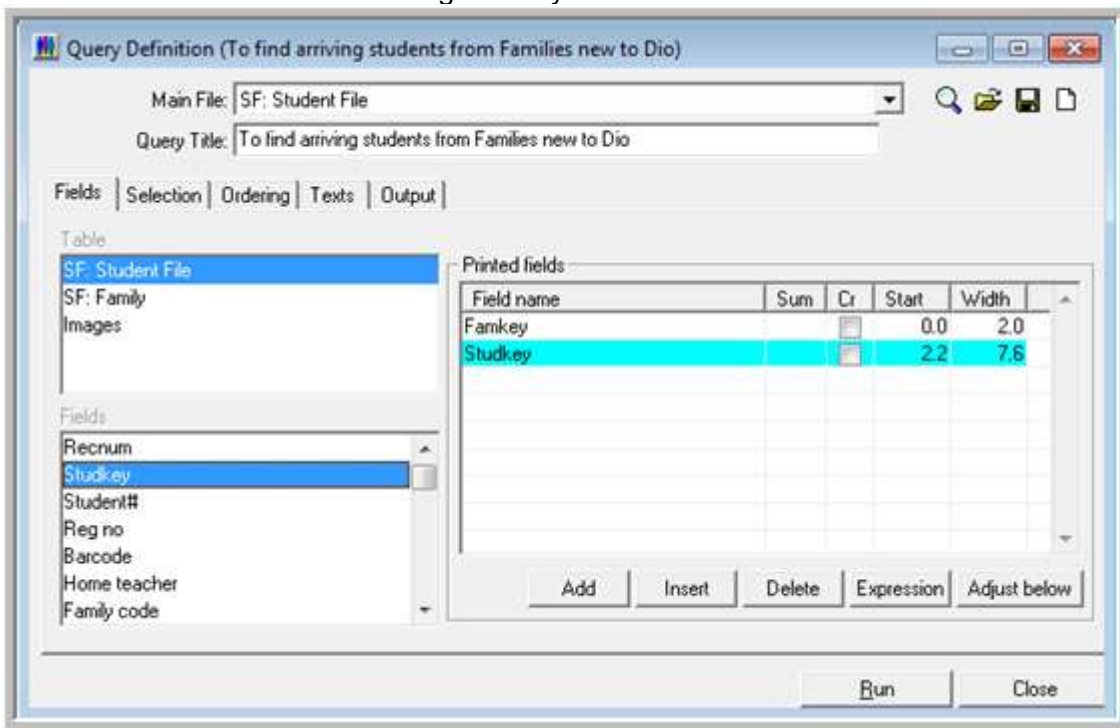 Query Definition (To find arriving students from Families new to Dio)
Main File: SF: Student File
Query Title: To find arriving students from Families new to Dio
Fields Selection Ordering Texts Output
Table
SF: Student File
SF: Family
Images
Printed fields
Field name Sum Cr Start Width
Famkey 0.0 2.0
Studkey 2.2 7.6
Fields
Recnum
Studkey
Student#
Reg no
Barcode
Home teacher
Family code
Add Insert Delete Expression Adjust below
Run Close